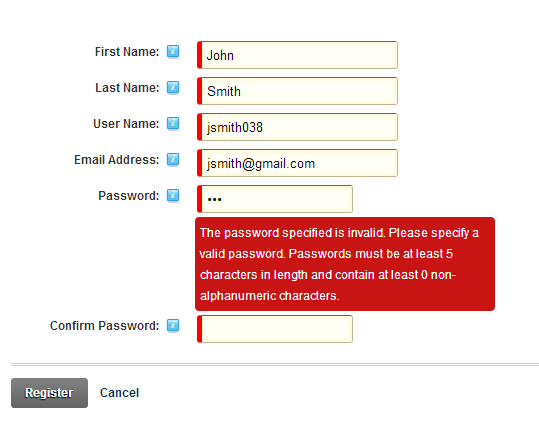 First Name: John
Last Name: Smith
User Name: jsmith038
Email Address: jsmith@gmail.com
Password: •••
The password specified is invalid. Please specify a
valid password. Passwords must be at least 5
characters in length and contain at least 0 non-
alphanumeric characters.
Confirm Password:
Register Cancel